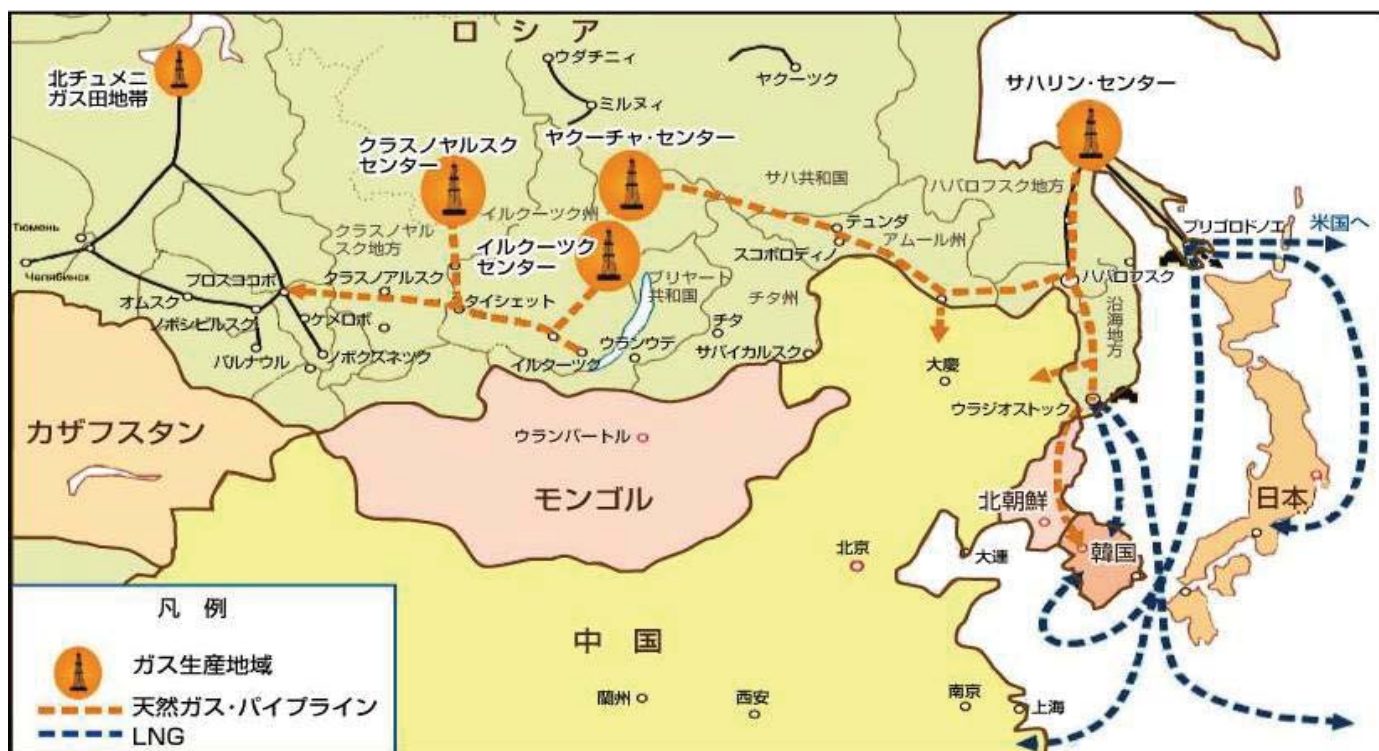 ロシア
北チュメニ
ガス田地帯
ウダチニィ
ミルヌィ
ヤクーツク
サハリン・センター
クラスノヤルスク
センター
ヤクーチャ・センター
サハ共和国
ハバロフスク地方
イルクーツク州
テュンダ
アムール州
スコボロディノ
プリゴロドノエ
米国へ
Тюмень
Челябинск
クラスノヤル
スク地方
イルクーツク
センター
プロスココボ
クラスノアルスク
ブリヤート
共和国
チタ州
ハバロフスク
沿海地方
オムスク
ノボシビルスク
ケメロボ
タイシェット
バルナウル
ノボクズネック
イルターツク
ウランウデ
チタ
サバイカルスク
大慶
ウラジオストック
カザフスタン
ウランバートル
モンゴル
北朝鮮
日本
北京
大連
韓国
凡例
ガス生産地域
天然ガス・パイプライン
LNG
中国
蘭州
西安
南京
上海